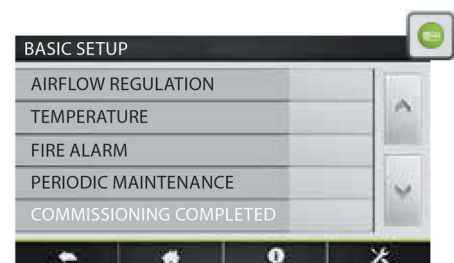 BASIC SETUP
AIRFLOW REGULATION
TEMPERATURE
FIRE ALARM
PERIODIC MAINTENANCE
COMMISSIONING COMPLETED